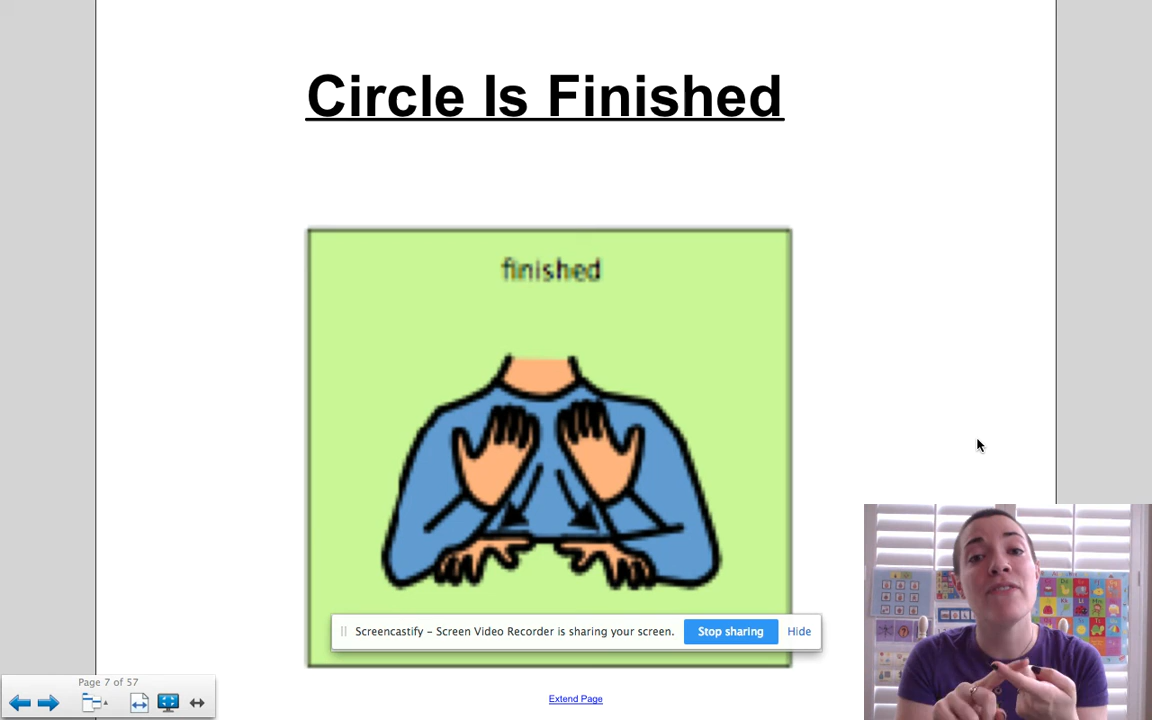 Circle Is Finished
finished
Screencastify – Screen Video Recorder is sharing your screen.
Stop sharing
Hide
Page 7 of 57
Extend Page